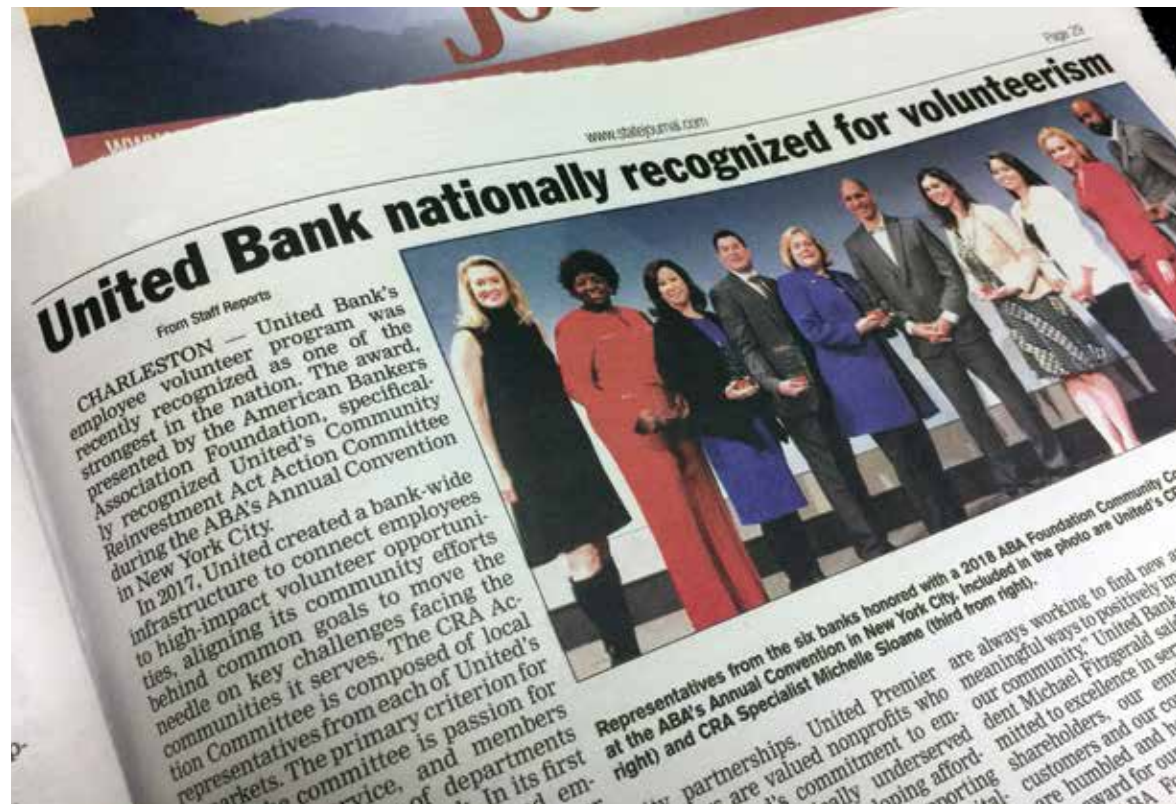 Page 29
www.statejournal.com
United Bank nationally recognized for volunteerism
From Staff Reports
CHARLESTON — United Bank's
employee volunteer program was
recently recognized as one of the
strongest in the nation. The award,
presented by the American Bankers
Association Foundation, specifical-
ly recognized United's Community
Reinvestment Act Action Committee
during the ABA's Annual Convention
in New York City.
In 2017, United created a bank-wide
infrastructure to connect employees
to high-impact volunteer opportuni-
ties, aligning its community efforts
behind common goals to move the
needle on key challenges facing the
communities it serves. The CRA Ac-
tion Committee is composed of local
representatives from each of United's
markets. The primary criterion for
committee is passion for
and members
of departments
In its first
em-
Representatives from the six banks honored with a 2018 ABA Foundation Community
at the ABA's Annual Convention in New York City. Included in the photo are United's
right) and CRA Specialist Michelle Sloane (third from right).
partnerships. United Premier
are valued nonprofits who
commitment to em-
underserved
afford-
are always working to find new
meaningful ways to positively
our community," United Bank
dent Michael Fitzgerald
mitted to excellence in
shareholders, our
customers and our
are humbled and